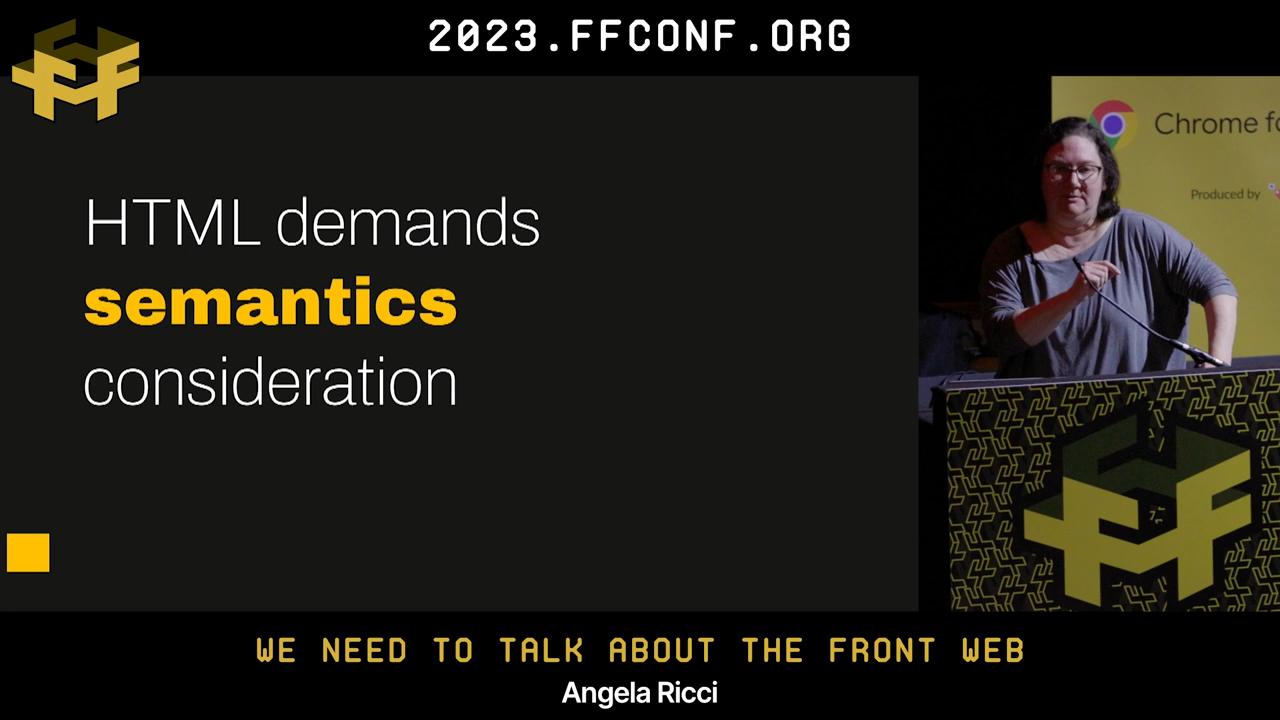 2023.FFCONF.ORG
HTML demands
semantics
consideration
Chrome fo
Produced by
WE NEED TO TALK ABOUT THE FRONT WEB
Angela Ricci